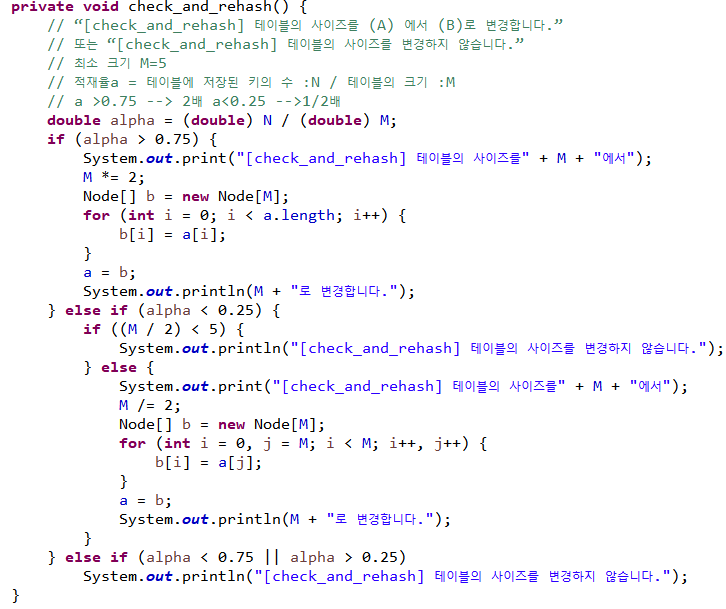 private void check_and_rehash() {
// “[check_and_rehash] 테이블의 사이즈를 (A) 에서 (B)로 변경합니다.”
// 또는 “[check_and_rehash] 테이블의 사이즈를 변경하지 않습니다.”
// 최소 크기 M=5
// 적재율a = 테이블에 저장된 키의 수 :N / 테이블의 크기 :M
// a >0.75 --> 2배 a<0.25 -->1/2배
double alpha = (double) N / (double) M;
if (alpha > 0.75) {
System.out.print("[check_and_rehash] 테이블의 사이즈를" + M + "에서");
M *= 2;
Node[] b = new Node[M];
for (int i = 0; i < a.length; i++) {
b[i] = a[i];
}
a = b;
System.out.println(M + "로 변경합니다.");
} else if (alpha < 0.25) {
if ((M / 2) < 5) {
System.out.println("[check_and_rehash] 테이블의 사이즈를 변경하지 않습니다.");
} else {
System.out.print("[check_and_rehash] 테이블의 사이즈를" + M + "에서");
M /= 2;
Node[] b = new Node[M];
for (int i = 0, j = M; i < M; i++, j++) {
b[i] = a[j];
}
a = b;
System.out.println(M + "로 변경합니다.");
}
} else if (alpha < 0.75 || alpha > 0.25)
System.out.println("[check_and_rehash] 테이블의 사이즈를 변경하지 않습니다.");
}